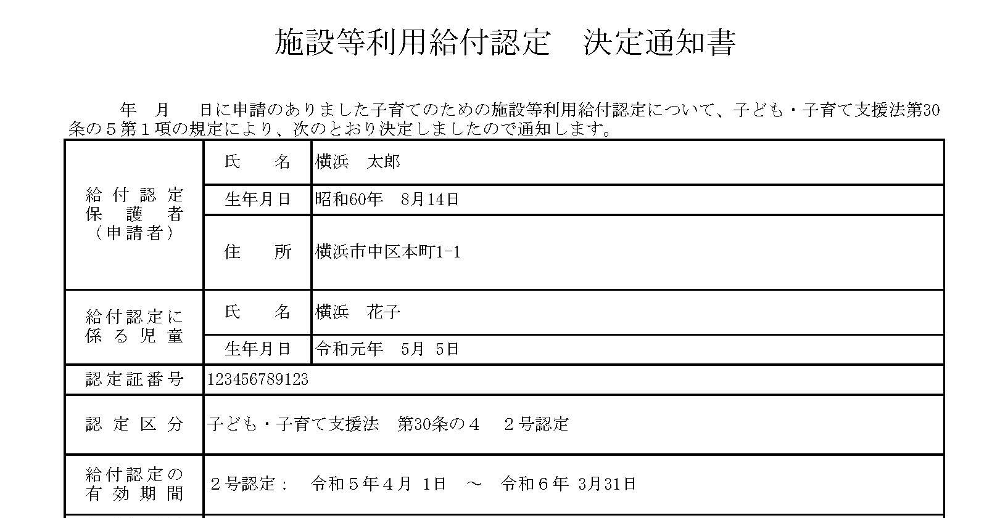 施設等利用給付認定　決定通知書
年　月　　日に申請のありました子育てのための施設等利用給付認定について、子ども・子育て支援法第30
条の５第１項の規定により、次のとおり決定しましたので通知します。
給付認定
保護者
（申請者）
氏　　名
横浜　太郎
生年月日
昭和60年　8月14日
住　　所
横浜市中区本町1-1
給付認定に
係る児童
氏　　名
横浜　花子
生年月日
令和元年　5月 5日
認定証番号
123456789123
認定区分
子ども・子育て支援法　第30条の４　２号認定
給付認定の
有効期間
２号認定：　令和５年４月 1日　～　令和６年 3月31日